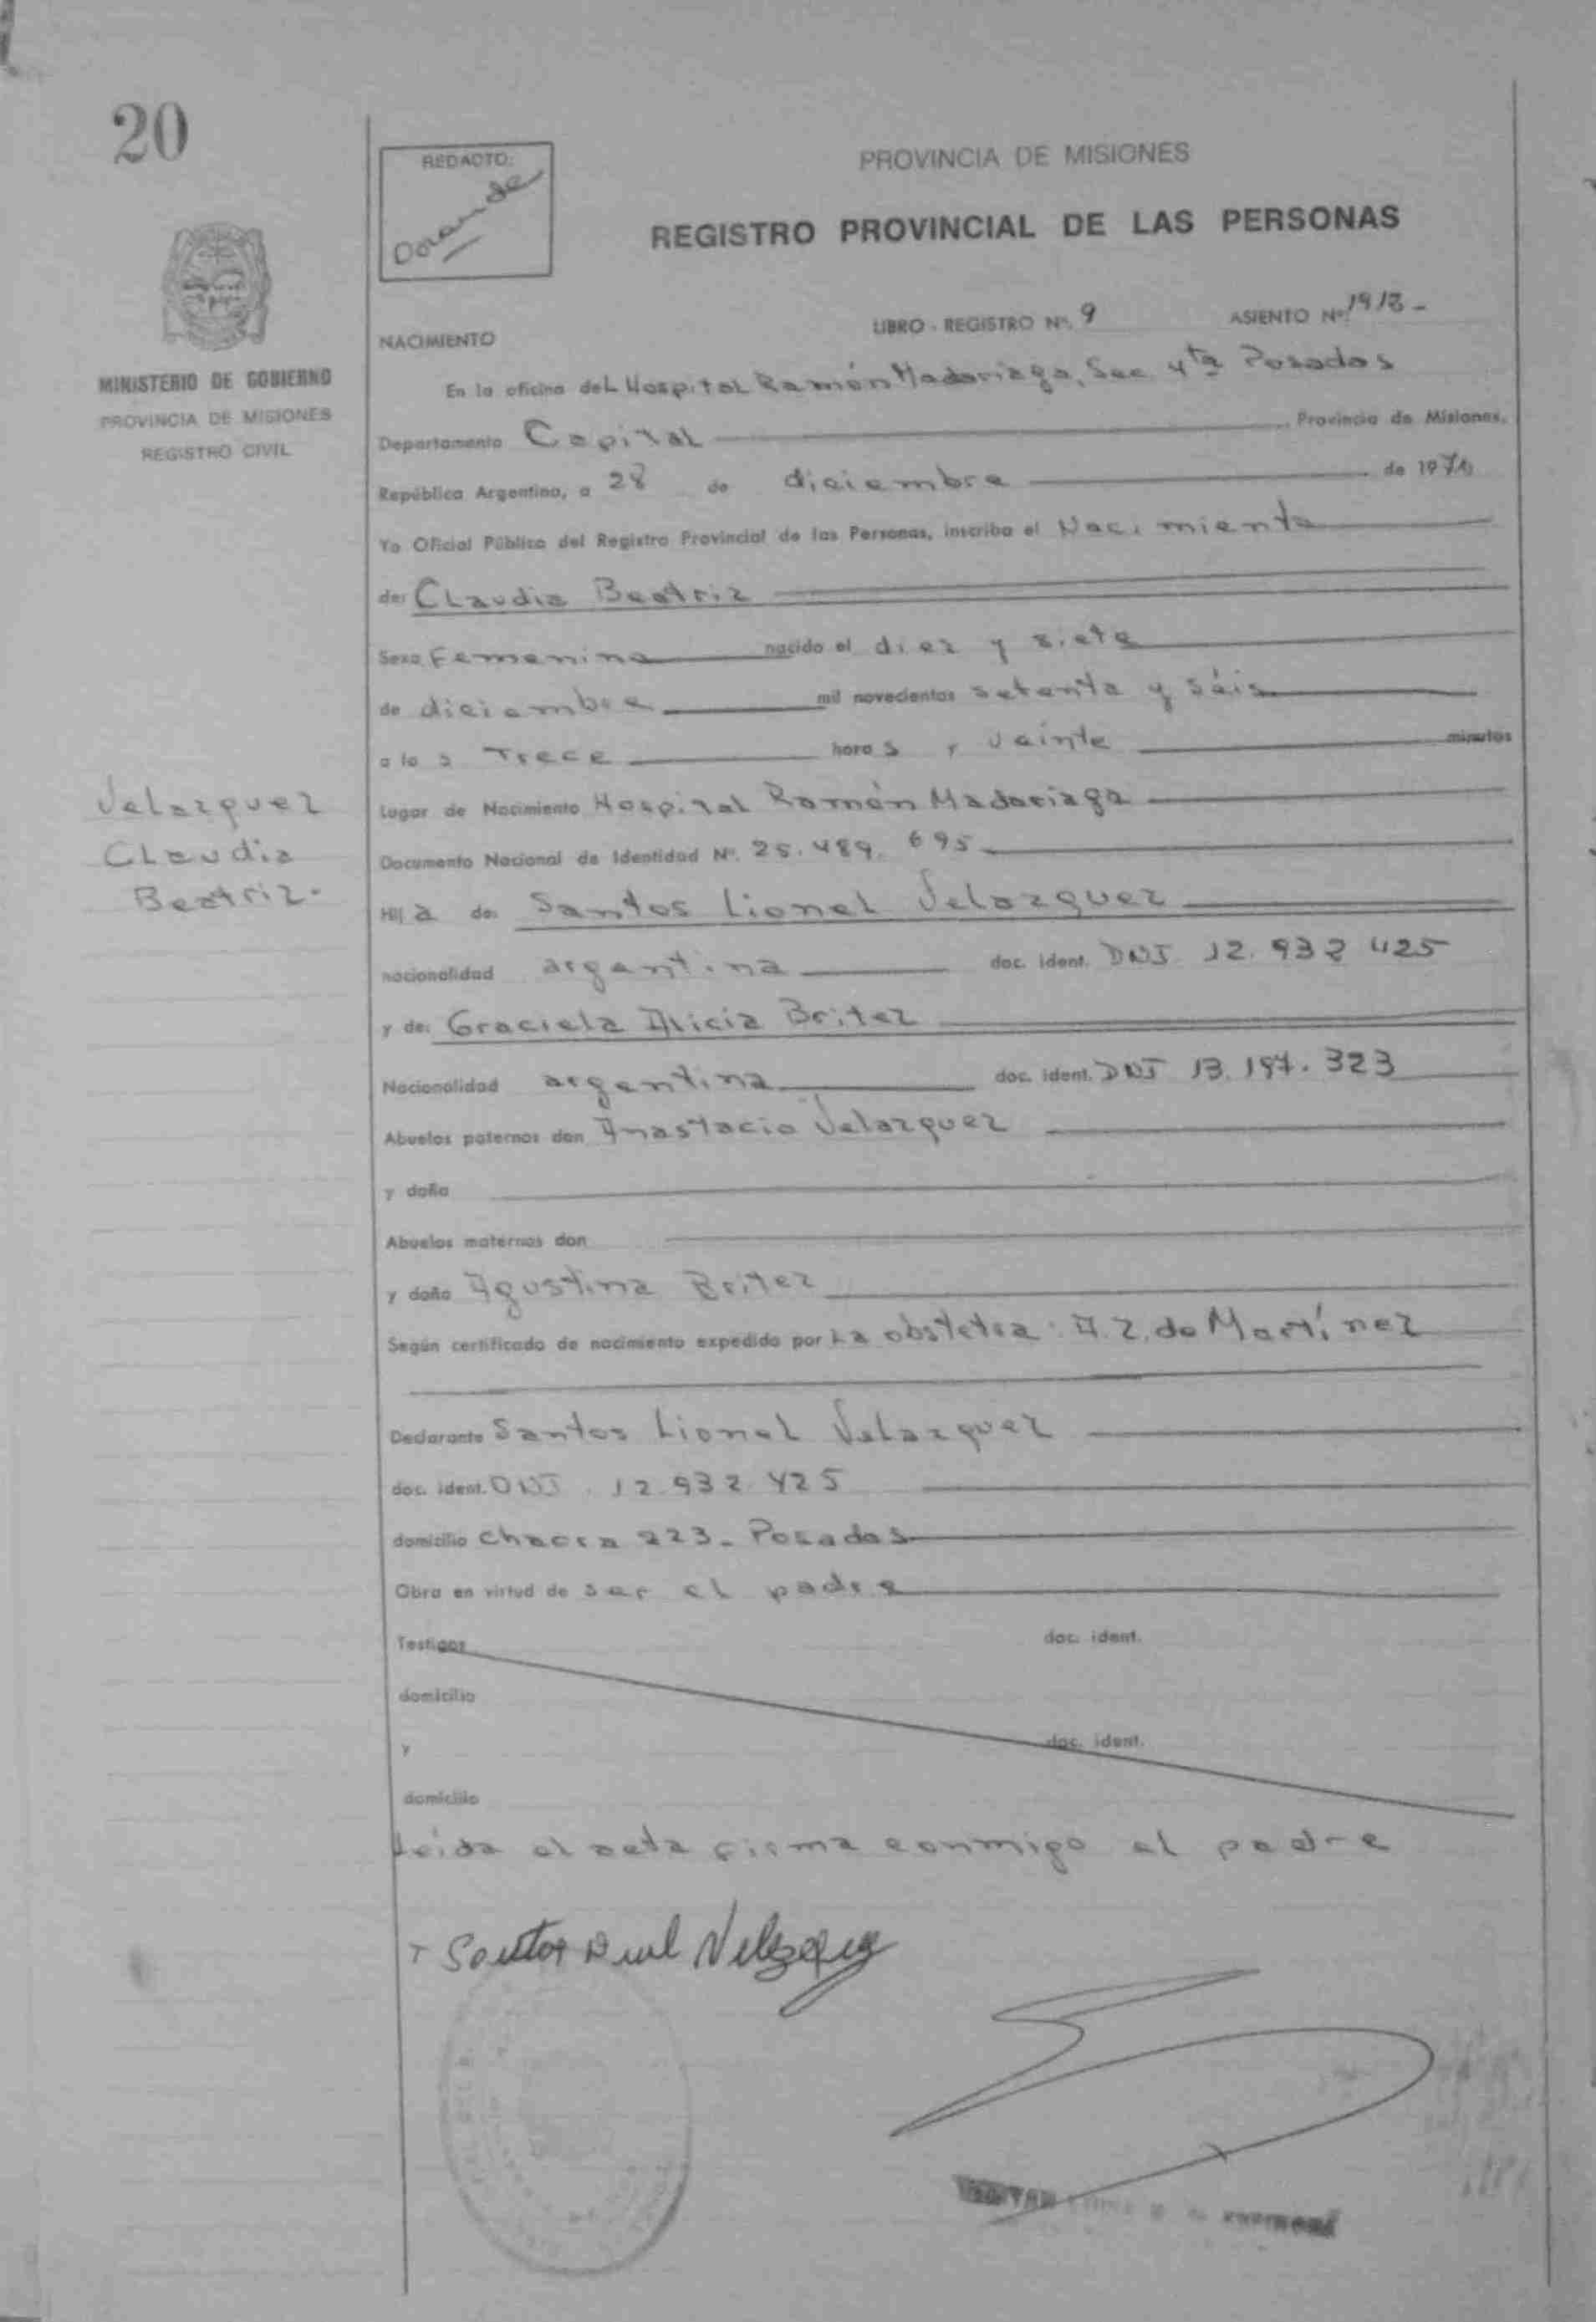 20
REDACTO:
PROVINCIA DE MISIONES
REGISTRO PROVINCIAL DE LAS PERSONAS
LIBRO - REGISTRO Nº. 9 ASIENTO Nº 1918 -
NACIMIENTO
MINISTERIO DE GOBIERNO
PROVINCIA DE MISIONES
REGISTRO CIVIL
En la oficina del Hospital Ramón Madariaga, Sec 4ta Posadas
Departamento Capital Provincia de Misiones,
República Argentina, a 28 de diciembre de 197
Yo Oficial Público del Registro Provincial de las Personas, inscribo el Nacimiento
de: Claudia Beatriz
Sexo Femenino nacido el diez y siete
de diciembre mil novecientos setenta y séis
a las Trece horas y veinte minutos
Velazquez
Claudia
Beatriz.
Lugar de Nacimiento Hospital Ramón Madariaga
Documento Nacional de Identidad Nº. 25.489.695
Hija de: Santos Lionel Velazquez
nacionalidad argentina doc. ident. DNI 12.932 425
y de: Graciela Alicia Britez
Nacionalidad argentina doc. ident. DNI 13.197.323
Abuelos paternos don Anastacio Velazquez
y doña
Abuelos maternos don
y doña Agustina Britez
Según certificado de nacimiento expedido por La obstetra: A. Z. de Martínez
Declarante Santos Lionel Velazquez
doc. ident. DNI. 12.932.425
domicilio Chacra 223- Posadas
Obra en virtud de ser el padre
Testigos doc. ident.
domicilio
y doc. ident.
domicilio
Leída el acta firma conmigo el padre
Santos Velazquez